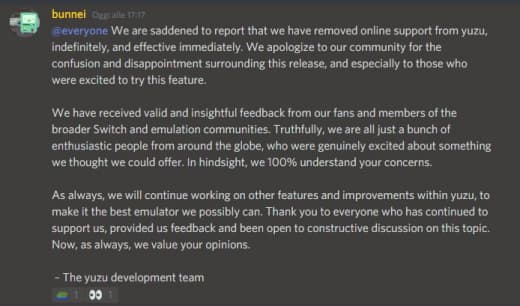 bunnei Oggi alle 17:17
@everyone We are saddened to report that we have removed online support from yuzu,
indefinitely, and effective immediately. We apologize to our community for the
confusion and disappointment surrounding this release, and especially to those who
were excited to try this feature.
We have received valid and insightful feedback from our fans and members of the
broader Switch and emulation communities. Truthfully, we are all just a bunch of
enthusiastic people from around the globe, who were genuinely excited about something
we thought we could offer. In hindsight, we 100% understand your concerns.
As always, we will continue working on other features and improvements within yuzu, to
make it the best emulator we possibly can. Thank you to everyone who has continued to
support us, provided us feedback and been open to constructive discussion on this topic.
Now, as always, we value your opinions.
– The yuzu development team
1 1